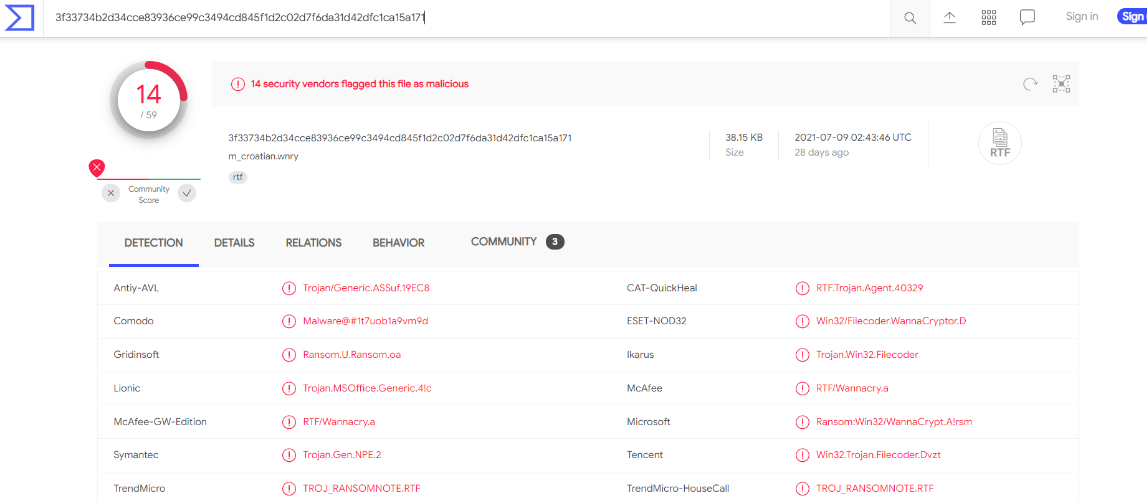 3f33734b2d34cce83936ce99c3494cd845f1d2c02d7f6da31d42dfc1ca15a171
Sign in
Sign
14
/ 59
14 security vendors flagged this file as malicious
3f33734b2d34cce83936ce99c3494cd845f1d2c02d7f6da31d42dfc1ca15a171
38.15 KB
2021-07-09 02:43:46 UTC
m_croatian.wnry
Size
28 days ago
RTF
rtf
Community
Score
DETECTION DETAILS RELATIONS BEHAVIOR COMMUNITY 3
Antiy-AVL Trojan/Generic.ASSuf.19EC8 CAT-QuickHeal RTF.Trojan.Agent.40329
Comodo Malware@#1t7uob1a9vm9d ESET-NOD32 Win32/Filecoder.WannaCryptor.D
Gridinsoft Ransom.U.Ransom.oa Ikarus Trojan.Win32.Filecoder
Lionic Trojan.MSOffice.Generic.4!c McAfee RTF/Wannacry.a
McAfee-GW-Edition RTF/Wannacry.a Microsoft Ransom:Win32/WannaCrypt.A!rsm
Symantec Trojan.Gen.NPE.2 Tencent Win32.Trojan.Filecoder.Dvzt
TrendMicro TROJ_RANSOMNOTE.RTF TrendMicro-HouseCall TROJ_RANSOMNOTE.RTF